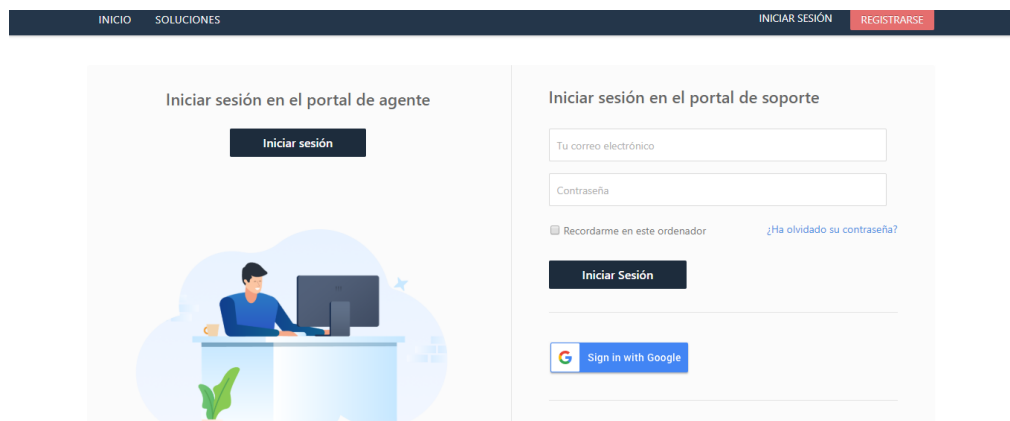 INICIO SOLUCIONES INICIAR SESIÓN REGISTRARSE
Iniciar sesión en el portal de agente
Iniciar sesión
Iniciar sesión en el portal de soporte
Tu correo electrónico
Contraseña
Recordarme en este ordenador ¿Ha olvidado su contraseña?
Iniciar Sesión
Sign in with Google